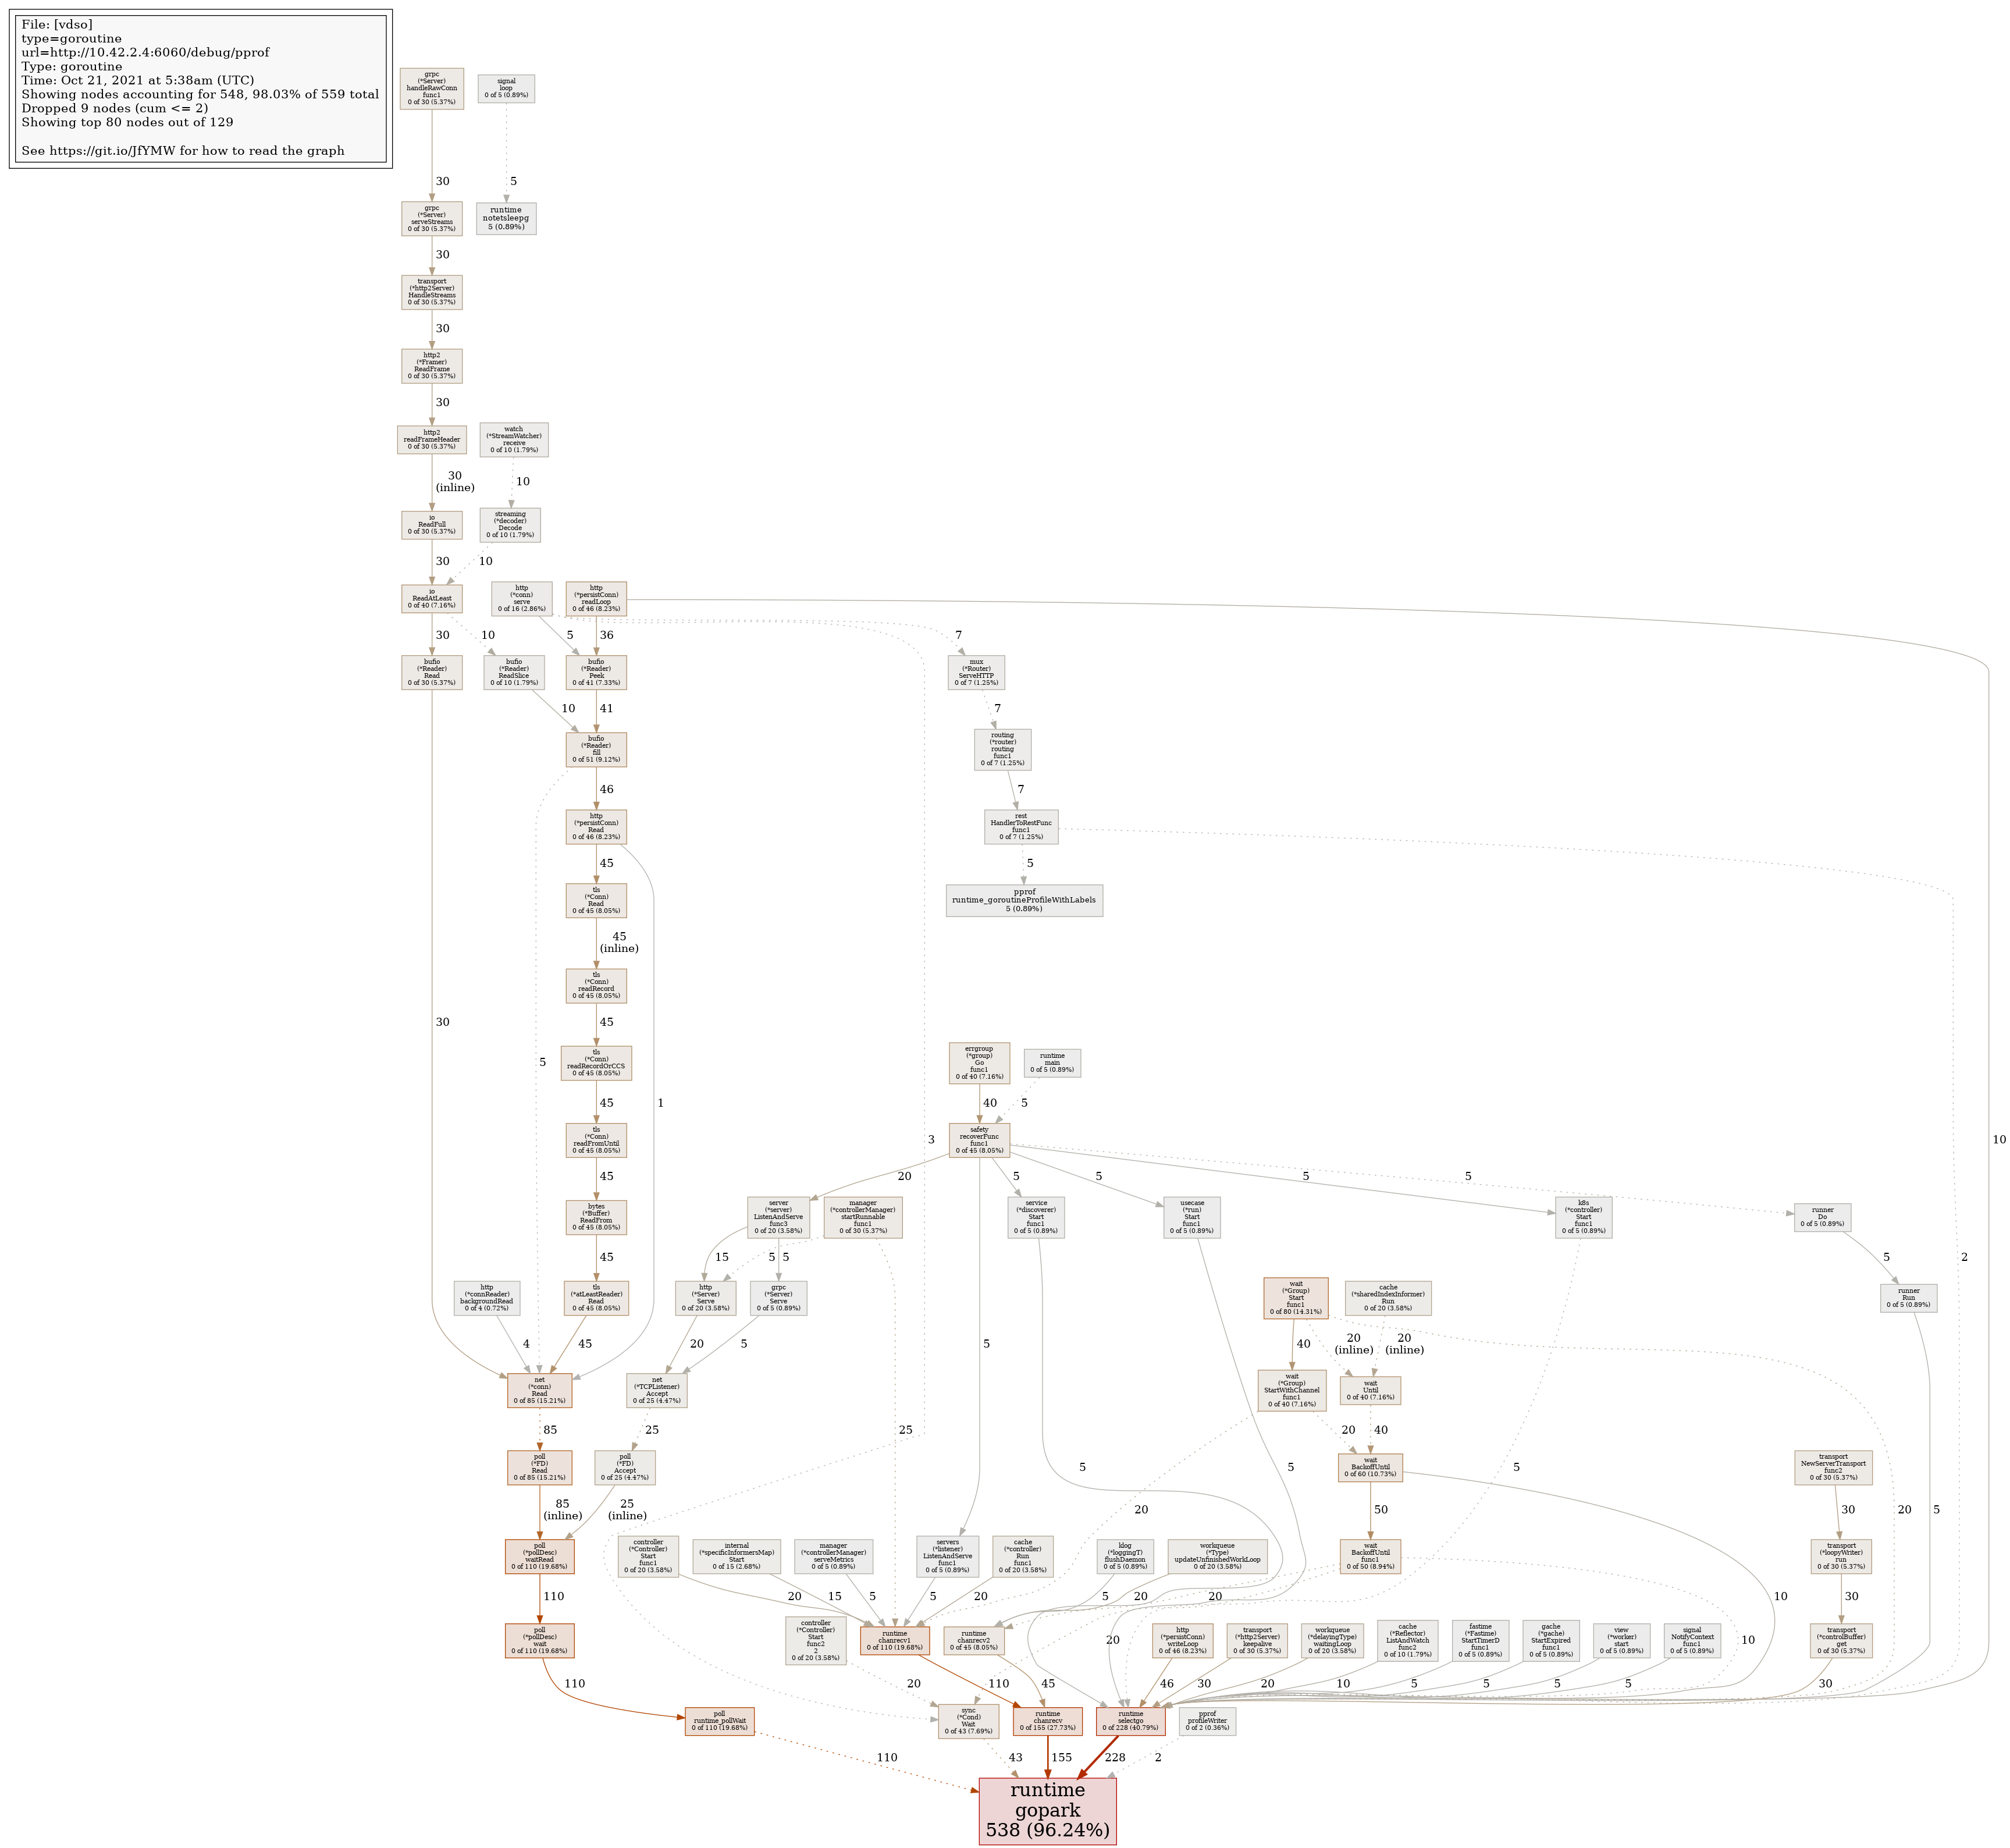 File: [vdso]
type=goroutine
url=http://10.42.2.4:6060/debug/pprof
Type: goroutine
Time: Oct 21, 2021 at 5:38am (UTC)
Showing nodes accounting for 548, 98.03% of 559 total
Dropped 9 nodes (cum <= 2)
Showing top 80 nodes out of 129
See https://git.io/JfYMW for how to read the graph
grpc
(*Server)
handleRawConn
func1
0 of 30 (5.37%)
signal
loop
0 of 5 (0.89%)
30
5
grpc
(*Server)
serveStreams
0 of 30 (5.37%)
runtime
notetsleepg
5 (0.89%)
30
transport
(*http2Server)
HandleStreams
0 of 30 (5.37%)
30
http2
(*Framer)
ReadFrame
0 of 30 (5.37%)
30
http2
readFrameHeader
0 of 30 (5.37%)
watch
(*StreamWatcher)
receive
0 of 10 (1.79%)
30
(inline)
10
io
ReadFull
0 of 30 (5.37%)
streaming
(*decoder)
Decode
0 of 10 (1.79%)
30
10
io
ReadAtLeast
0 of 40 (7.16%)
http
(*conn)
serve
0 of 16 (2.86%)
http
(*persistConn)
readLoop
0 of 46 (8.23%)
30
10
5
36
7
bufio
(*Reader)
Read
0 of 30 (5.37%)
bufio
(*Reader)
ReadSlice
0 of 10 (1.79%)
bufio
(*Reader)
Peek
0 of 41 (7.33%)
mux
(*Router)
ServeHTTP
0 of 7 (1.25%)
10
41
7
bufio
(*Reader)
fill
0 of 51 (9.12%)
routing
(*router)
routing
func1
0 of 7 (1.25%)
46
7
http
(*persistConn)
Read
0 of 46 (8.23%)
rest
HandlerToRestFunc
func1
0 of 7 (1.25%)
45
5
tls
(*Conn)
Read
0 of 45 (8.05%)
pprof
runtime_goroutineProfileWithLabels
5 (0.89%)
45
(inline)
tls
(*Conn)
readRecord
0 of 45 (8.05%)
30
45
5
tls
(*Conn)
readRecordOrCCS
0 of 45 (8.05%)
errgroup
(*group)
Go
func1
0 of 40 (7.16%)
runtime
main
0 of 5 (0.89%)
45
1
40
5
tls
(*Conn)
readFromUntil
0 of 45 (8.05%)
safety
recoverFunc
func1
0 of 45 (8.05%)
3
10
45
20
5
5
5
5
bytes
(*Buffer)
ReadFrom
0 of 45 (8.05%)
server
(*server)
ListenAndServe
func3
0 of 20 (3.58%)
manager
(*controllerManager)
startRunnable
func1
0 of 30 (5.37%)
service
(*discoverer)
Start
func1
0 of 5 (0.89%)
usecase
(*run)
Start
func1
0 of 5 (0.89%)
k8s
(*controller)
Start
func1
0 of 5 (0.89%)
runner
Do
0 of 5 (0.89%)
45
15
5
5
5
2
http
(*connReader)
backgroundRead
0 of 4 (0.72%)
tls
(*atLeastReader)
Read
0 of 45 (8.05%)
http
(*Server)
Serve
0 of 20 (3.58%)
grpc
(*Server)
Serve
0 of 5 (0.89%)
wait
(*Group)
Start
func1
0 of 80 (14.31%)
cache
(*sharedIndexInformer)
Run
0 of 20 (3.58%)
runner
Run
0 of 5 (0.89%)
4
45
20
5
5
40
20
(inline)
20
(inline)
net
(*conn)
Read
0 of 85 (15.21%)
net
(*TCPListener)
Accept
0 of 25 (4.47%)
wait
(*Group)
StartWithChannel
func1
0 of 40 (7.16%)
wait
Until
0 of 40 (7.16%)
85
25
25
20
40
poll
(*FD)
Read
0 of 85 (15.21%)
poll
(*FD)
Accept
0 of 25 (4.47%)
wait
BackoffUntil
0 of 60 (10.73%)
transport
NewServerTransport
func2
0 of 30 (5.37%)
5
5
5
85
(inline)
25
(inline)
20
50
30
20
5
poll
(*pollDesc)
waitRead
0 of 110 (19.68%)
controller
(*Controller)
Start
func1
0 of 20 (3.58%)
internal
(*specificInformersMap)
Start
0 of 15 (2.68%)
manager
(*controllerManager)
serveMetrics
0 of 5 (0.89%)
servers
(*listener)
ListenAndServe
func1
0 of 5 (0.89%)
cache
(*controller)
Run
func1
0 of 20 (3.58%)
klog
(*loggingT)
flushDaemon
0 of 5 (0.89%)
workqueue
(*Type)
updateUnfinishedWorkLoop
0 of 20 (3.58%)
wait
BackoffUntil
func1
0 of 50 (8.94%)
transport
(*loopyWriter)
run
0 of 30 (5.37%)
110
20
15
5
5
20
5
20
20
10
30
poll
(*pollDesc)
wait
0 of 110 (19.68%)
controller
(*Controller)
Start
func2
2
0 of 20 (3.58%)
runtime
chanrecv1
0 of 110 (19.68%)
runtime
chanrecv2
0 of 45 (8.05%)
20
http
(*persistConn)
writeLoop
0 of 46 (8.23%)
transport
(*http2Server)
keepalive
0 of 30 (5.37%)
workqueue
(*delayingType)
waitingLoop
0 of 20 (3.58%)
cache
(*Reflector)
ListAndWatch
func2
0 of 10 (1.79%)
fastime
(*Fastime)
StartTimerD
func1
0 of 5 (0.89%)
gache
(*gache)
StartExpired
func1
0 of 5 (0.89%)
view
(*worker)
start
0 of 5 (0.89%)
signal
NotifyContext
func1
0 of 5 (0.89%)
10
transport
(*controlBuffer)
get
0 of 30 (5.37%)
110
20
110
45
46
30
20
10
5
5
5
5
30
poll
runtime_pollWait
0 of 110 (19.68%)
sync
(*Cond)
Wait
0 of 43 (7.69%)
runtime
chanrecv
0 of 155 (27.73%)
runtime
selectgo
0 of 228 (40.79%)
pprof
profileWriter
0 of 2 (0.36%)
110
43
155
228
2
runtime
gopark
538 (96.24%)